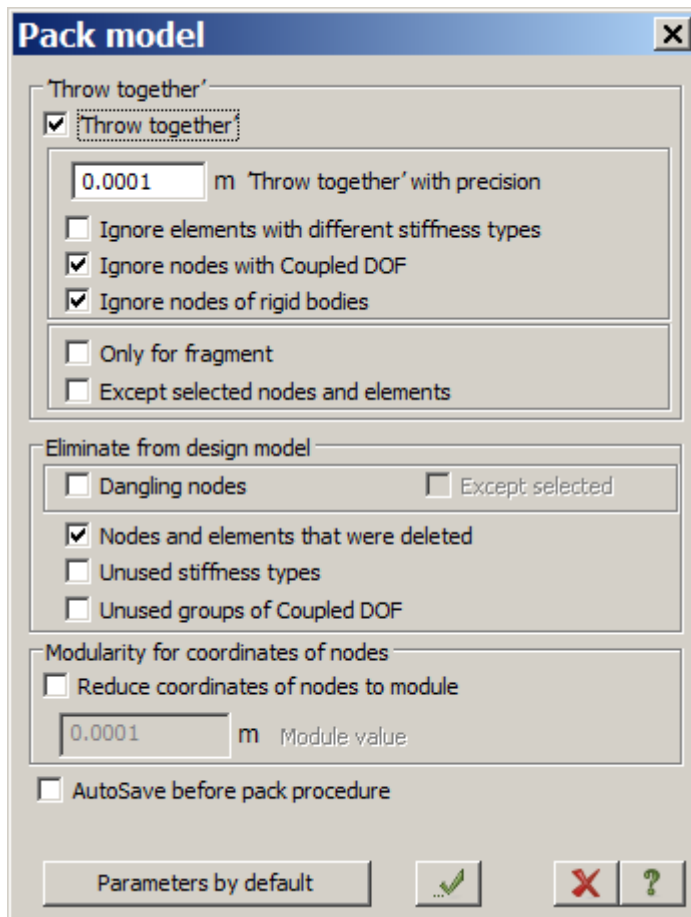 Pack model
'Throw together'
'Throw together'
0.0001 m 'Throw together' with precision
Ignore elements with different stiffness types
Ignore nodes with Coupled DOF
Ignore nodes of rigid bodies
Only for fragment
Except selected nodes and elements
Eliminate from design model
Dangling nodes Except selected
Nodes and elements that were deleted
Unused stiffness types
Unused groups of Coupled DOF
Modularity for coordinates of nodes
Reduce coordinates of nodes to module
0.0001 m Module value
AutoSave before pack procedure
Parameters by default ?